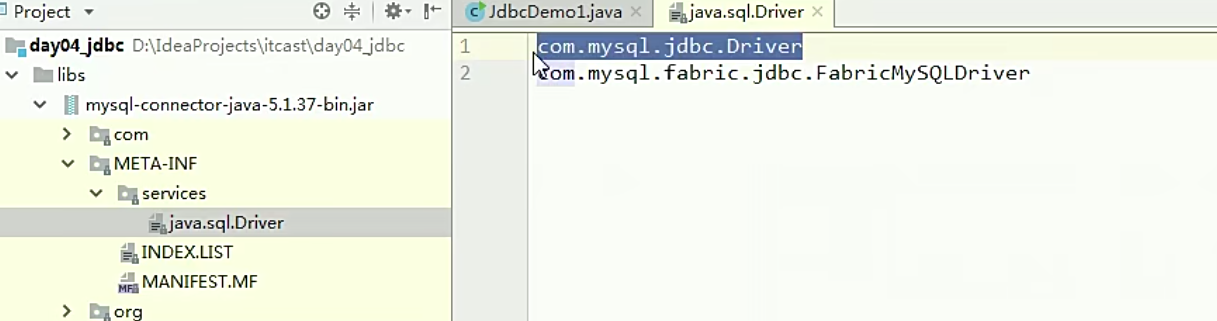 Project
day04_jdbc D:\IdeaProjects\itcast\day04_jdbc
libs
mysql-connector-java-5.1.37-bin.jar
com
META-INF
services
java.sql.Driver
INDEX.LIST
MF MANIFEST.MF
org
JdbcDemo1.java
java.sql.Driver
1 com.mysql.jdbc.Driver
2 com.mysql.fabric.jdbc.FabricMySQLDriver